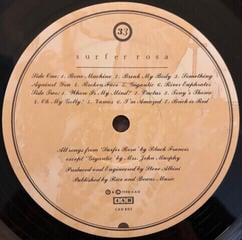 33
surfer rosa
Side One: 1. Bone Machine 2. Break My Body 3. Something
Against You 4. Broken Face 5. Gigantic 6. River Euphrates
Side Two: 1. Where Is My Mind? 2. Cactus 3. Tony's Theme
4. Oh My Golly! 5. Vamos 6. I'm Amazed 7. Brick is Red
All songs from "Surfer Rosa" by Black Francis
except "Gigantic" by Mrs. John Murphy
Produced and Engineered by Steve Albini
Published by Rice and Beans Music
℗ © 1988 4AD
4AD
CAD 803